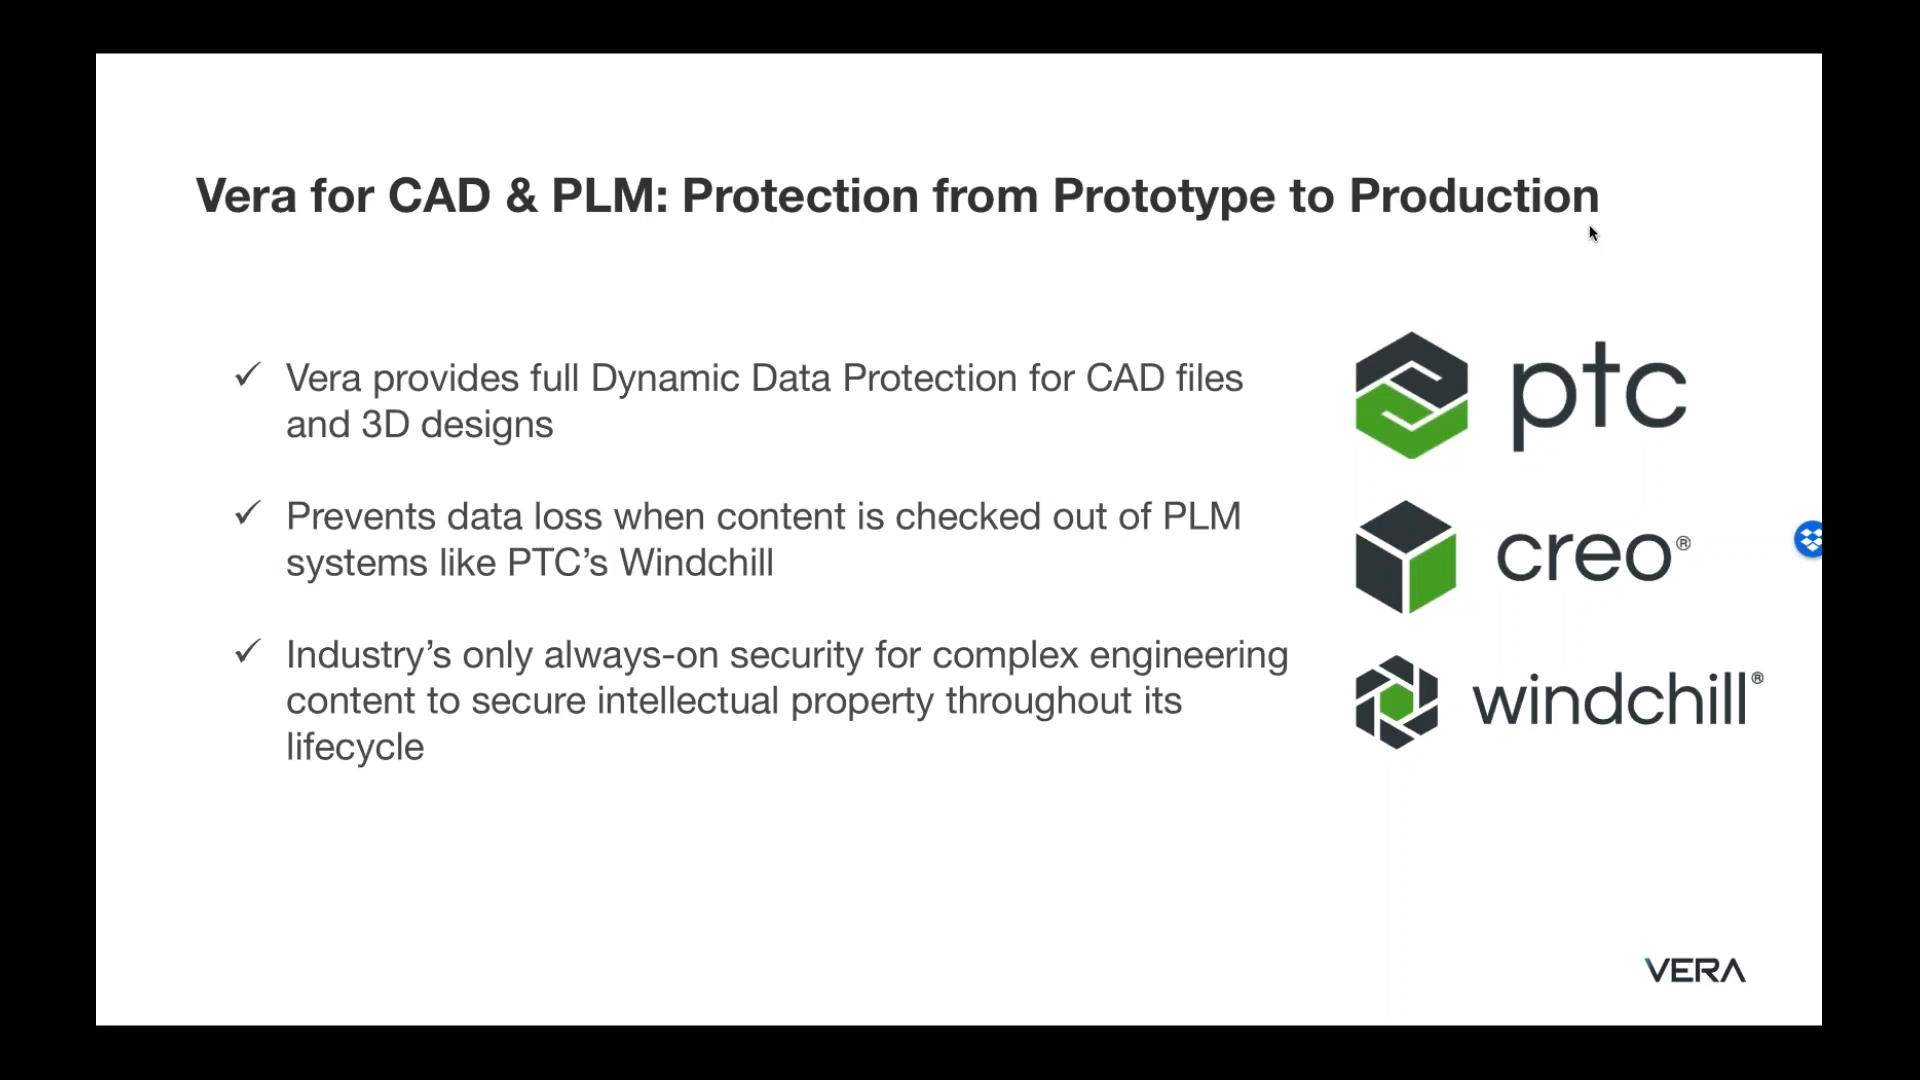 Vera for CAD & PLM: Protection from Prototype to Production
✓ Vera provides full Dynamic Data Protection for CAD files
and 3D designs
✓ Prevents data loss when content is checked out of PLM
systems like PTC’s Windchill
✓ Industry’s only always-on security for complex engineering
content to secure intellectual property throughout its
lifecycle
ptc
creo®
windchill®
VERA